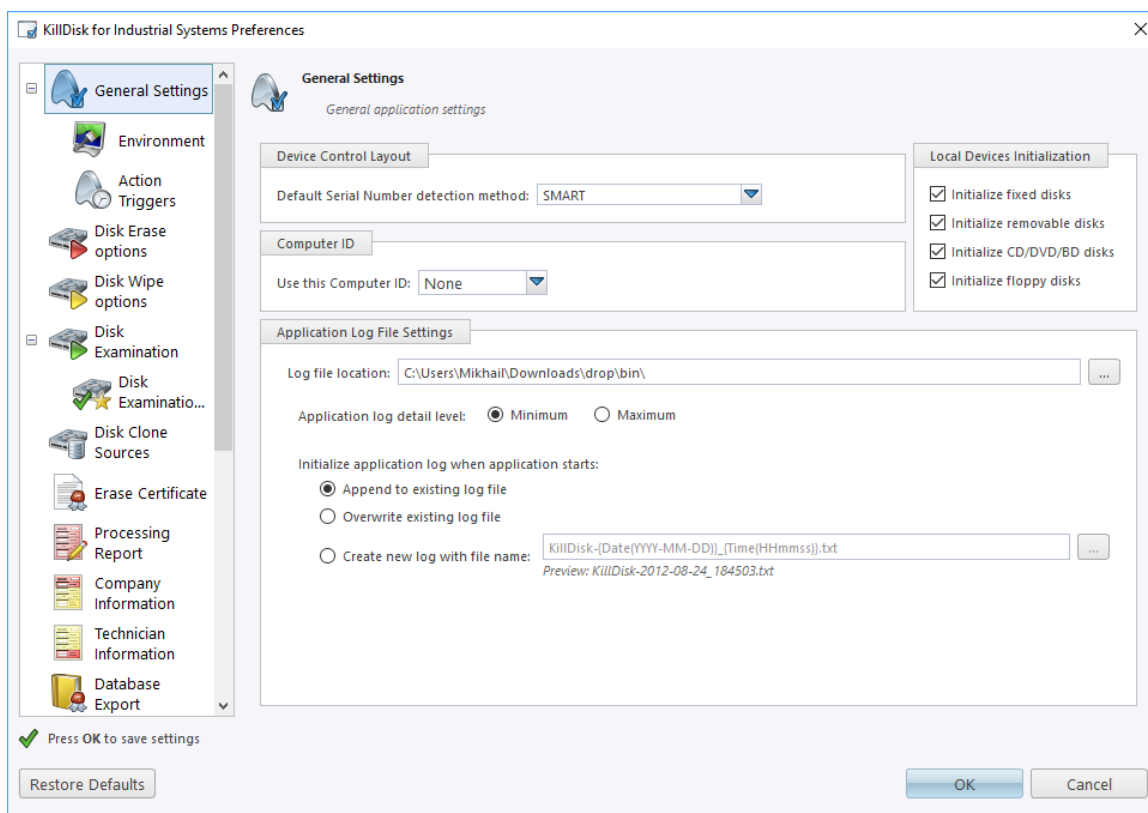 KillDisk for Industrial Systems Preferences
General Settings
Environment
Action
Triggers
Disk Erase
options
Disk Wipe
options
Disk
Examination
Disk
Examinatio...
Disk Clone
Sources
Erase Certificate
Processing
Report
Company
Information
Technician
Information
Database
Export
General Settings
General application settings
Device Control Layout
Default Serial Number detection method: SMART
Computer ID
Use this Computer ID: None
Local Devices Initialization
Initialize fixed disks
Initialize removable disks
Initialize CD/DVD/BD disks
Initialize floppy disks
Application Log File Settings
Log file location: C:\Users\Mikhail\Downloads\drop\bin\ ...
Application log detail level: Minimum Maximum
Initialize application log when application starts:
Append to existing log file
Overwrite existing log file
Create new log with file name: KillDisk-{Date(YYYY-MM-DD)}_{Time(HHmmss)}.txt ...
Preview: KillDisk-2012-08-24_184503.txt
Press OK to save settings
Restore Defaults OK Cancel